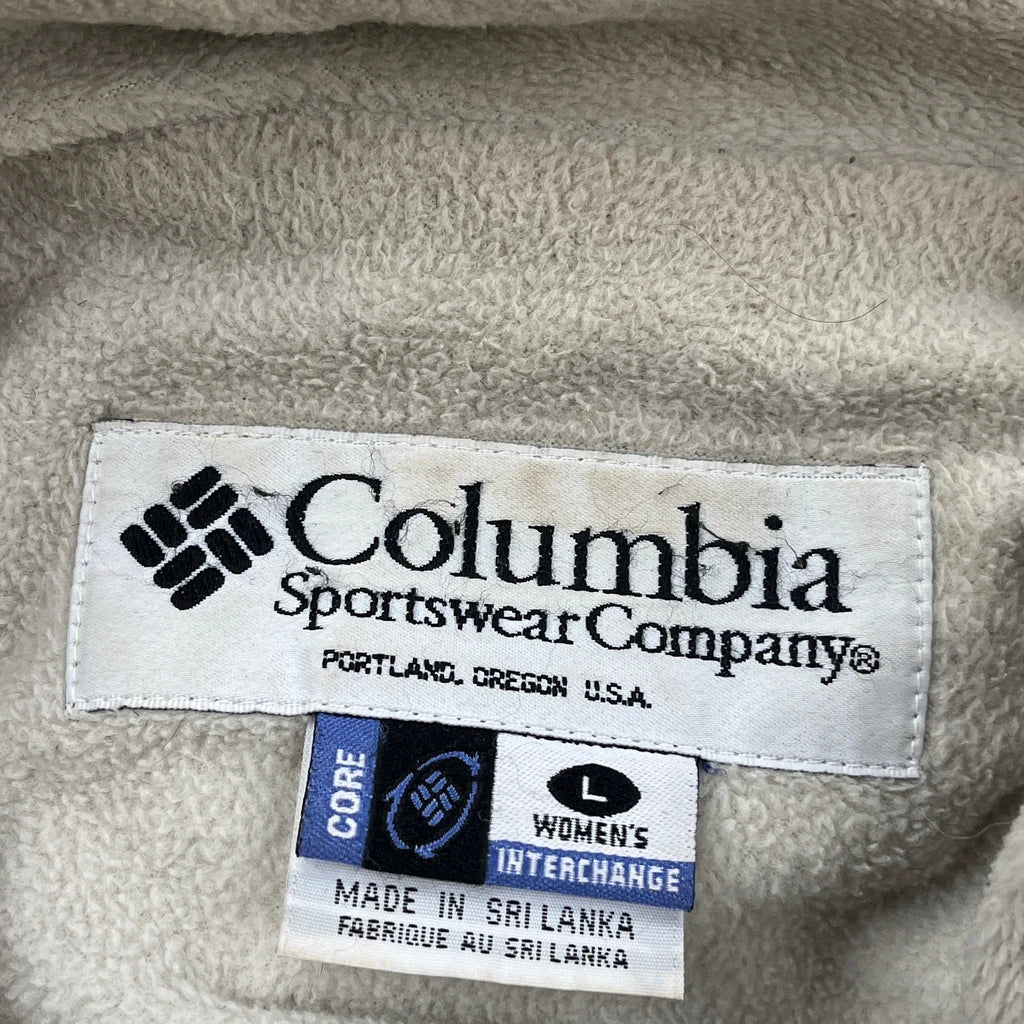 Columbia
Sportswear Company®
PORTLAND, OREGON U.S.A.
CORE
L
WOMEN'S
INTERCHANGE
MADE IN SRI LANKA
FABRIQUE AU SRI LANKA